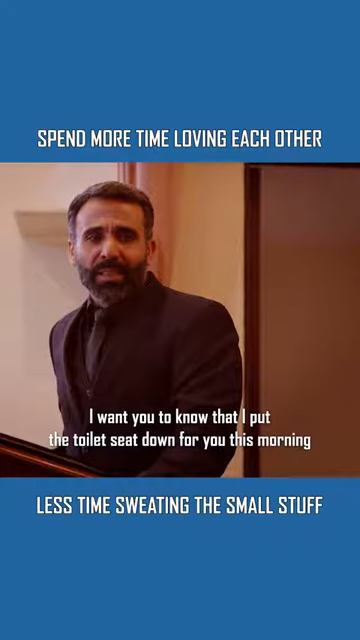 SPEND MORE TIME LOVING EACH OTHER
I want you to know that I put
the toilet seat down for you this morning
LESS TIME SWEATING THE SMALL STUFF